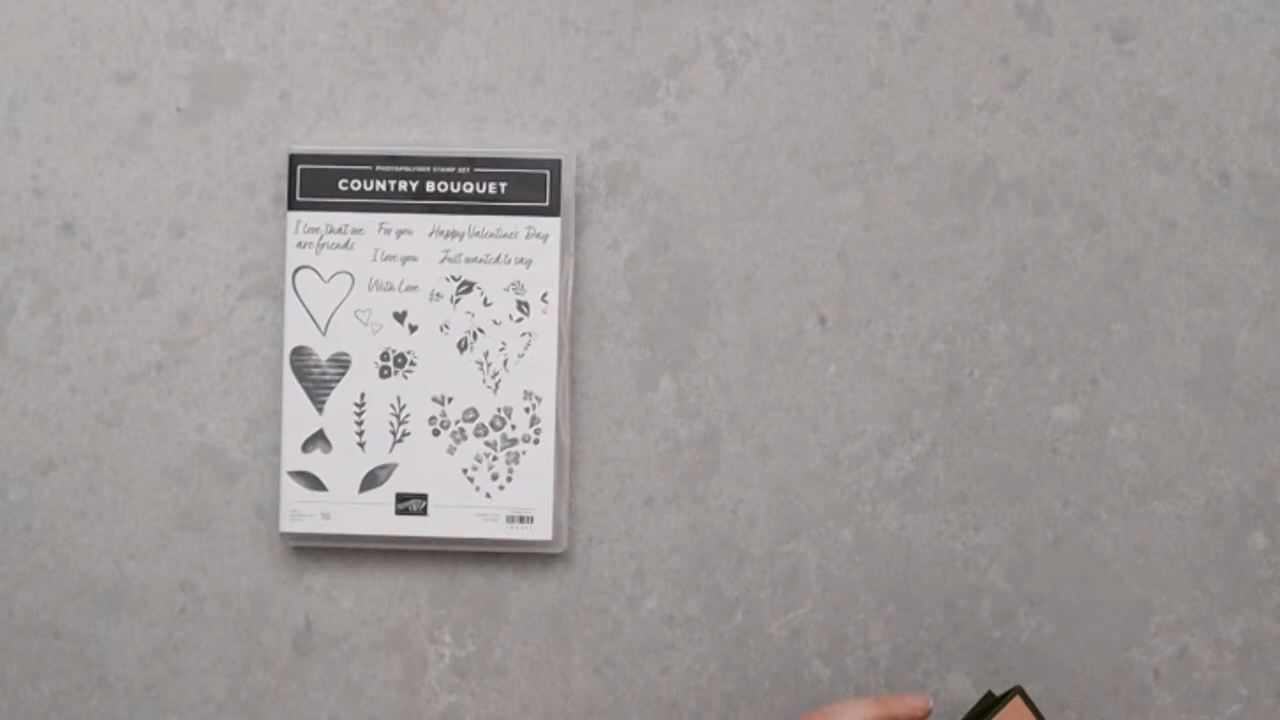 PHOTOPOLYMER STAMP SET
COUNTRY BOUQUET
I love that we
are friends
For you
Happy Valentine's Day
I love you
Just wanted to say
With Love
16